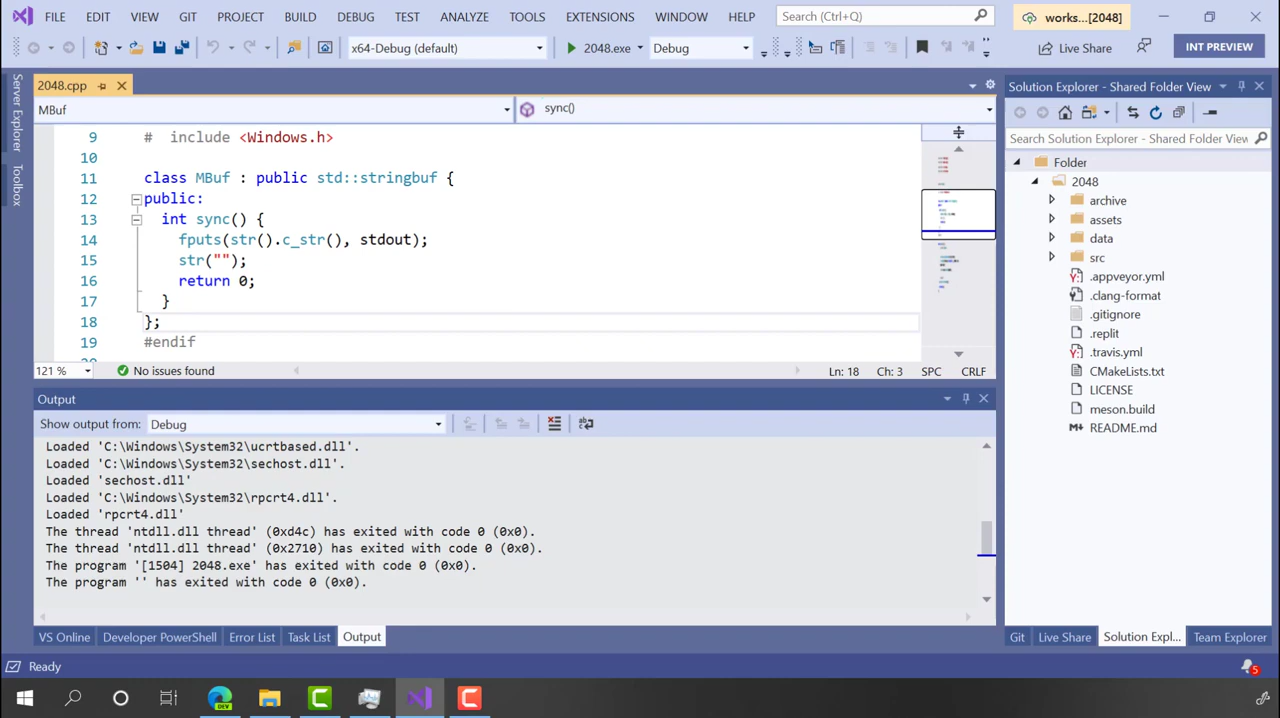 FILE EDIT VIEW GIT PROJECT BUILD DEBUG TEST ANALYZE TOOLS EXTENSIONS WINDOW HELP Search (Ctrl+Q) works...[2048]
x64-Debug (default) 2048.exe Debug Live Share INT PREVIEW
Server Explorer
Toolbox
2048.cpp
MBuf sync()
9 # include <Windows.h>
10
11 class MBuf : public std::stringbuf {
12 public:
13 int sync() {
14 fputs(str().c_str(), stdout);
15 str("");
16 return 0;
17 }
18 };
19 #endif
121 % No issues found Ln: 18 Ch: 3 SPC CRLF
Output
Show output from: Debug
Loaded 'C:\Windows\System32\ucrtbased.dll'.
Loaded 'C:\Windows\System32\sechost.dll'.
Loaded 'sechost.dll'
Loaded 'C:\Windows\System32\rpcrt4.dll'.
Loaded 'rpcrt4.dll'
The thread 'ntdll.dll thread' (0xd4c) has exited with code 0 (0x0).
The thread 'ntdll.dll thread' (0x2710) has exited with code 0 (0x0).
The program '[1504] 2048.exe' has exited with code 0 (0x0).
The program '' has exited with code 0 (0x0).
VS Online Developer PowerShell Error List Task List Output
Solution Explorer - Shared Folder View
Search Solution Explorer - Shared Folder View
Folder
2048
archive
assets
data
src
.appveyor.yml
.clang-format
.gitignore
.replit
.travis.yml
CMakeLists.txt
LICENSE
meson.build
README.md
Git Live Share Solution Expl... Team Explorer
Ready 5
DEV